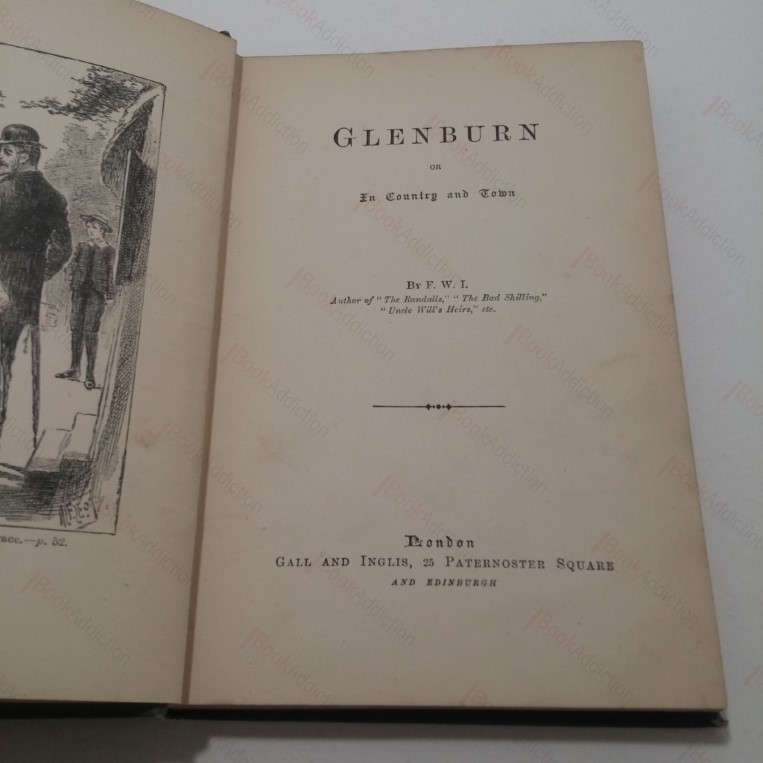 GLENBURN
OR
In Country and Town
BY F. W. I.
Author of "The Randalls," "The Bad Shilling,"
"Uncle Will's Heirs," etc.
London
GALL AND INGLIS, 25 PATERNOSTER SQUARE
AND EDINBURGH
—p. 52.
iBookAddiction